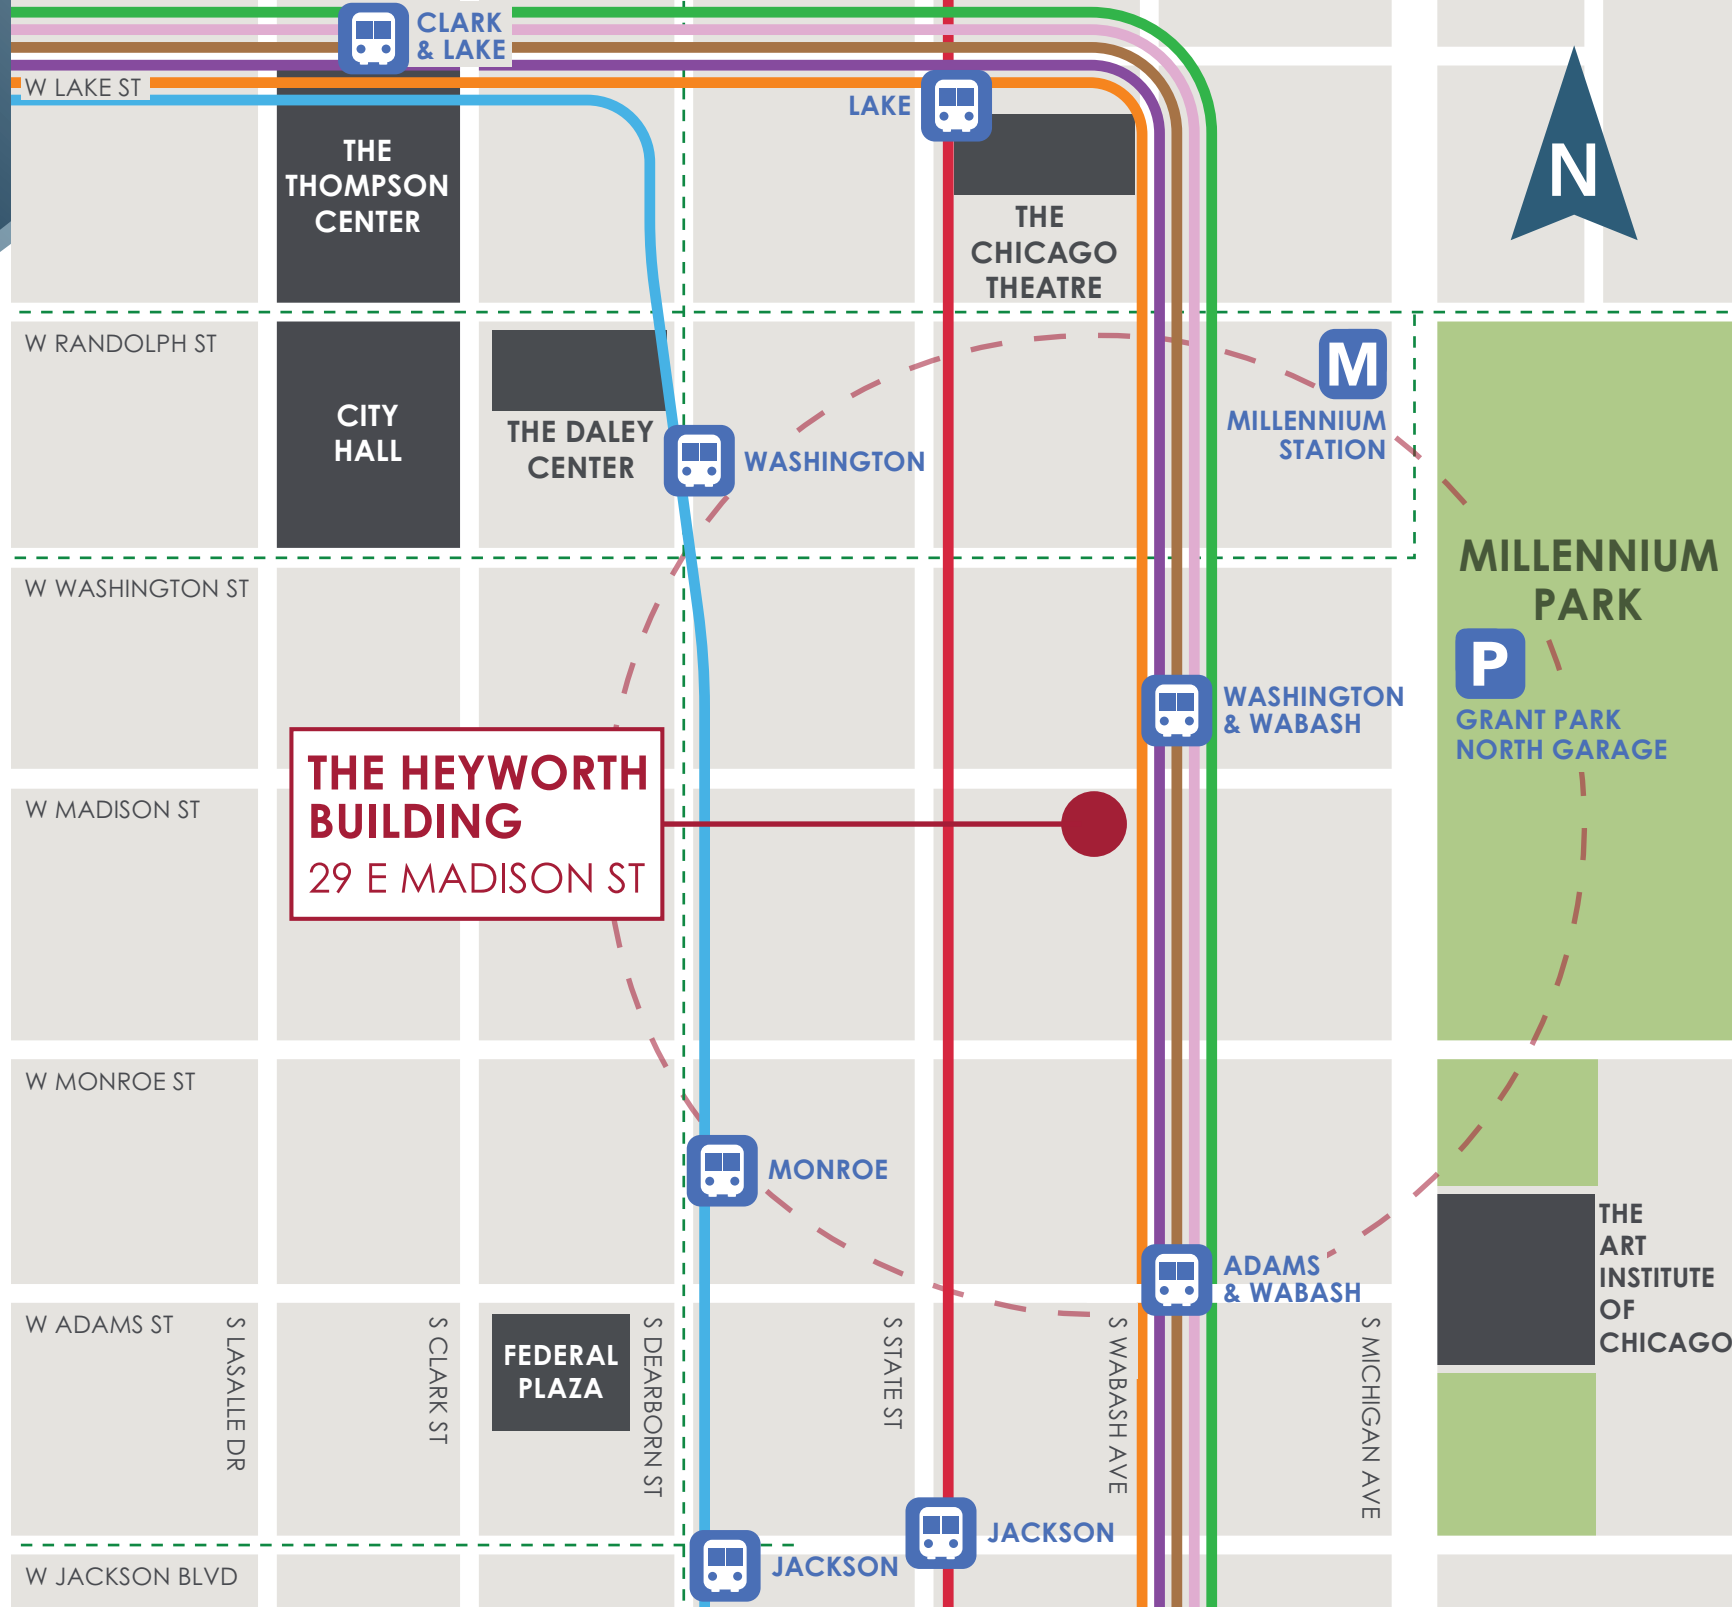 CLARK
& LAKE
W LAKE ST
LAKE
THE
THOMPSON
CENTER
THE
CHICAGO
THEATRE
N
W RANDOLPH ST
CITY
HALL
THE DALEY
CENTER
WASHINGTON
M
MILLENNIUM
STATION
MILLENNIUM
PARK
W WASHINGTON ST
P
GRANT PARK
NORTH GARAGE
WASHINGTON
& WABASH
THE HEYWORTH
BUILDING
29 E MADISON ST
W MADISON ST
W MONROE ST
MONROE
ADAMS
& WABASH
THE
ART
INSTITUTE
OF
CHICAGO
W ADAMS ST
S LASALLE DR
S CLARK ST
FEDERAL
PLAZA
S DEARBORN ST
S STATE ST
S WABASH AVE
S MICHIGAN AVE
JACKSON
JACKSON
W JACKSON BLVD